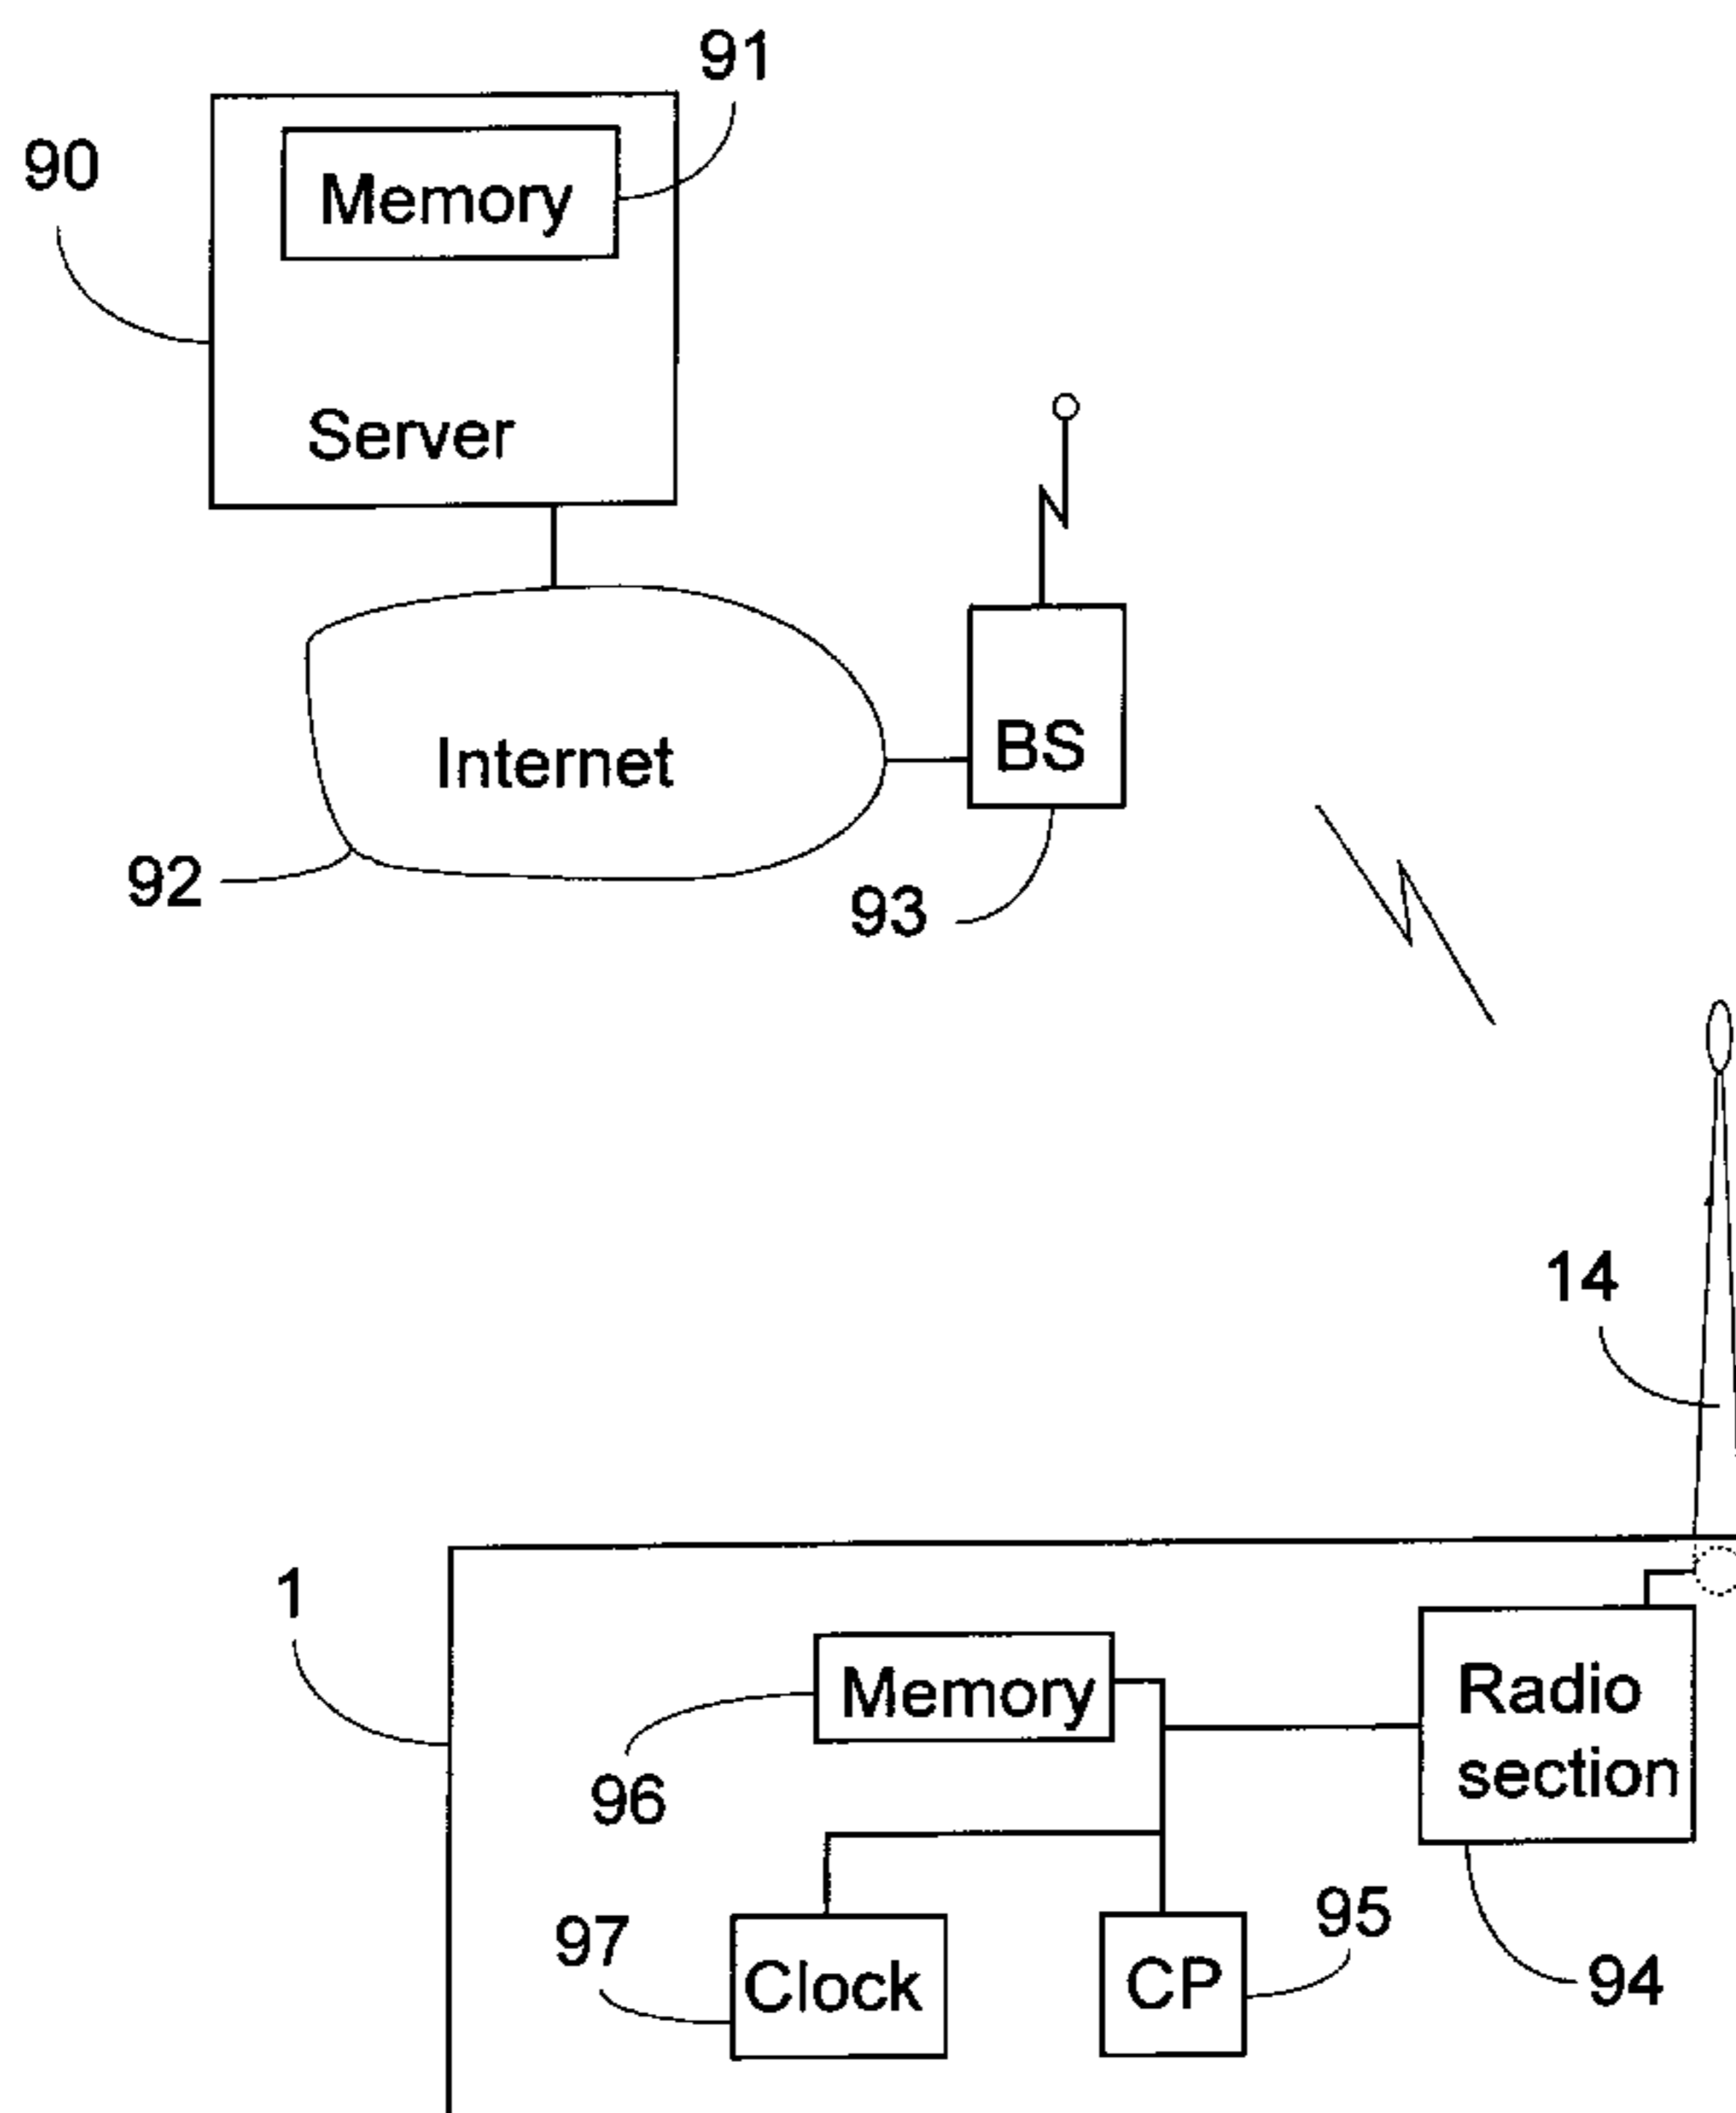 91
90
Memory
Server
BS
Internet
92
93
14
1
Memory
Radio
section
96
97
95
Clock
CP
94